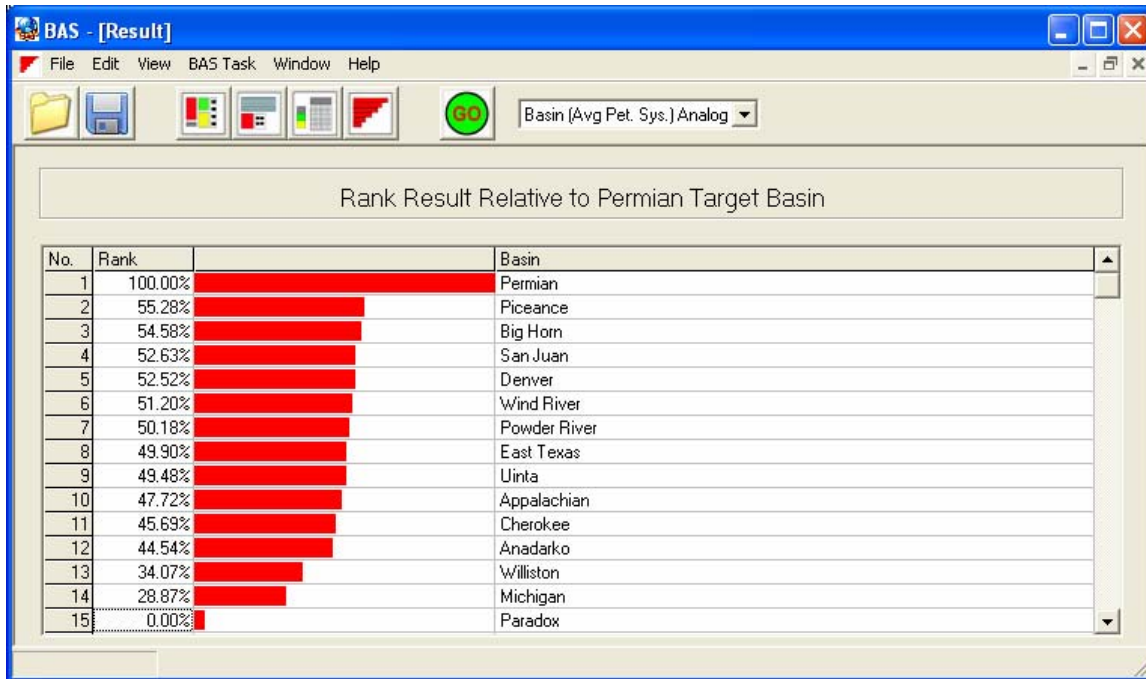 BAS - [Result]
File Edit View BAS Task Window Help
GO Basin (Avg Pet. Sys.) Analog
Rank Result Relative to Permian Target Basin
No. Rank Basin
1 100.00% Permian
2 55.28% Piceance
3 54.58% Big Horn
4 52.63% San Juan
5 52.52% Denver
6 51.20% Wind River
7 50.18% Powder River
8 49.90% East Texas
9 49.48% Uinta
10 47.72% Appalachian
11 45.69% Cherokee
12 44.54% Anadarko
13 34.07% Williston
14 28.87% Michigan
15 0.00% Paradox